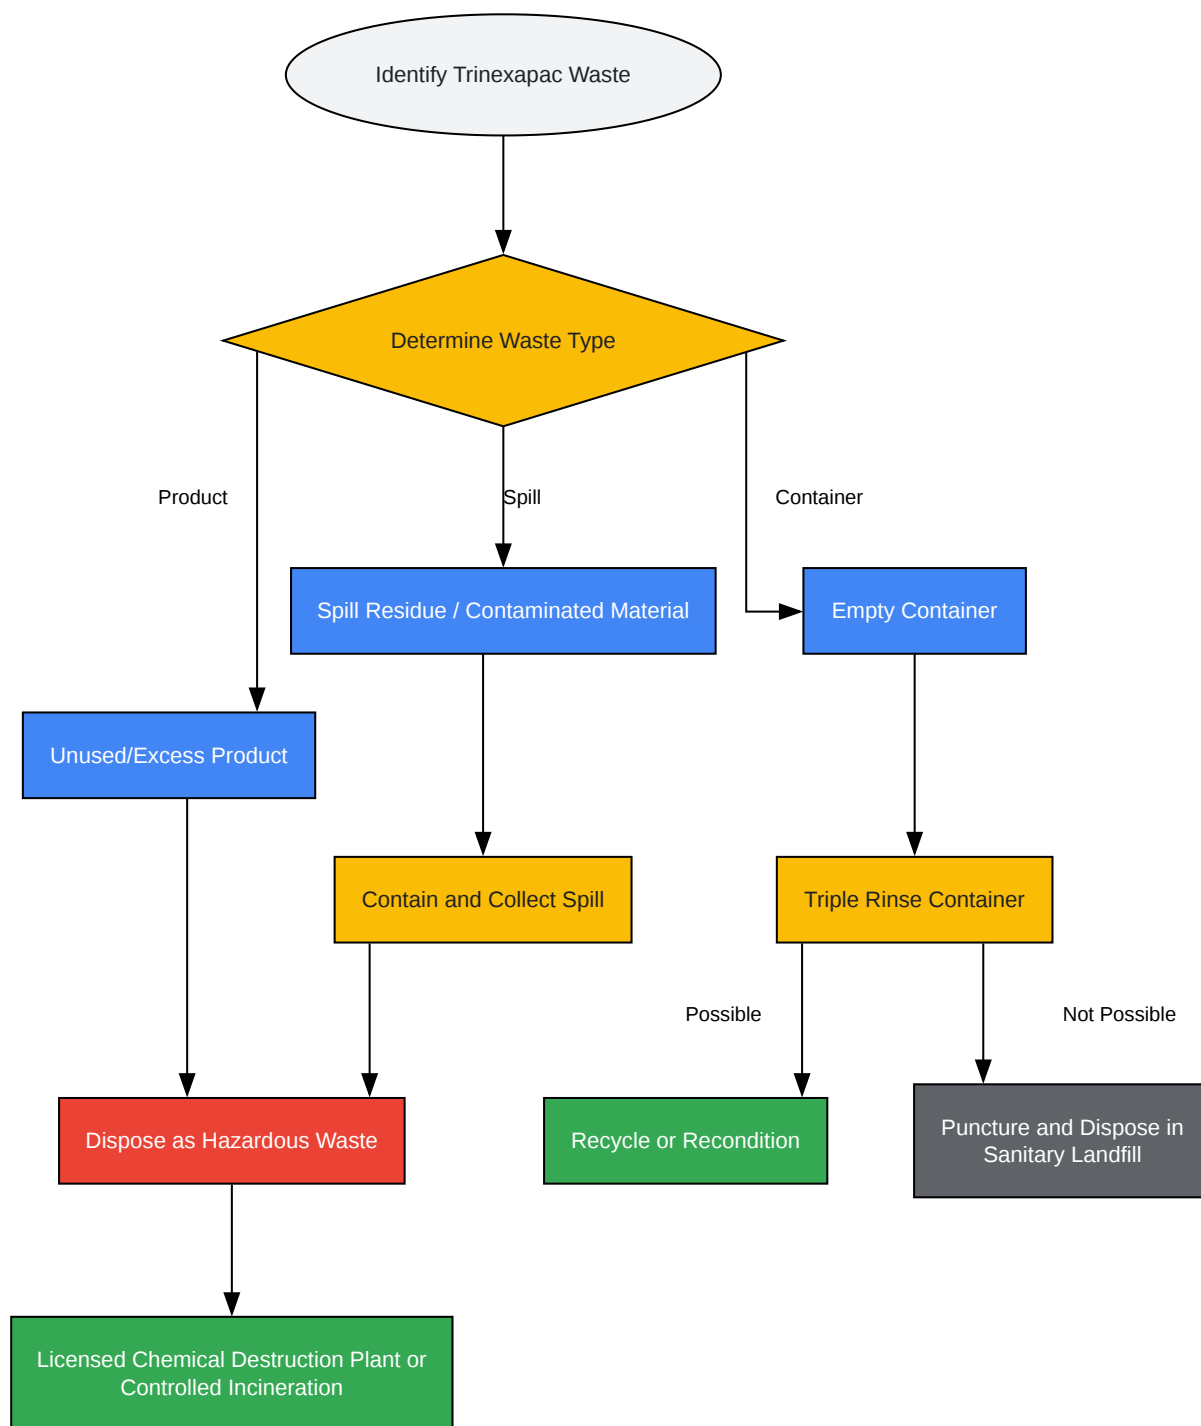 Identify Trinexapac Waste
Determine Waste Type
Product
Spill
Container
Spill Residue / Contaminated Material
Empty Container
Unused/Excess Product
Contain and Collect Spill
Triple Rinse Container
Possible
Not Possible
Dispose as Hazardous Waste
Recycle or Recondition
Puncture and Dispose in
Sanitary Landfill
Licensed Chemical Destruction Plant or
Controlled Incineration